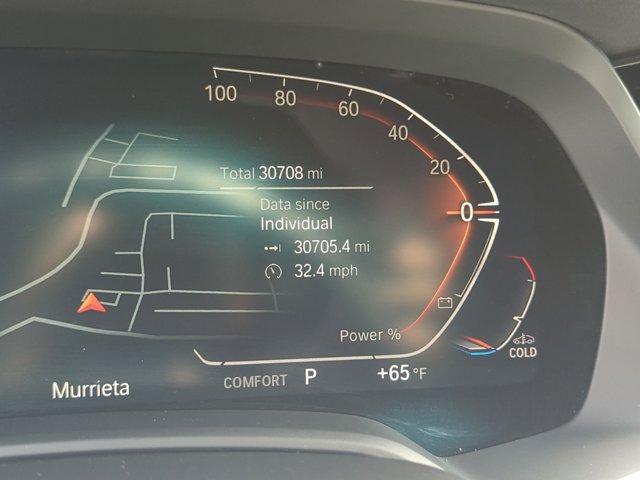 100
80
60
40
20
0
Total 30708 mi
Data since
Individual
30705.4 mi
32.4 mph
Power %
COLD
COMFORT P +65 °F
Murrieta